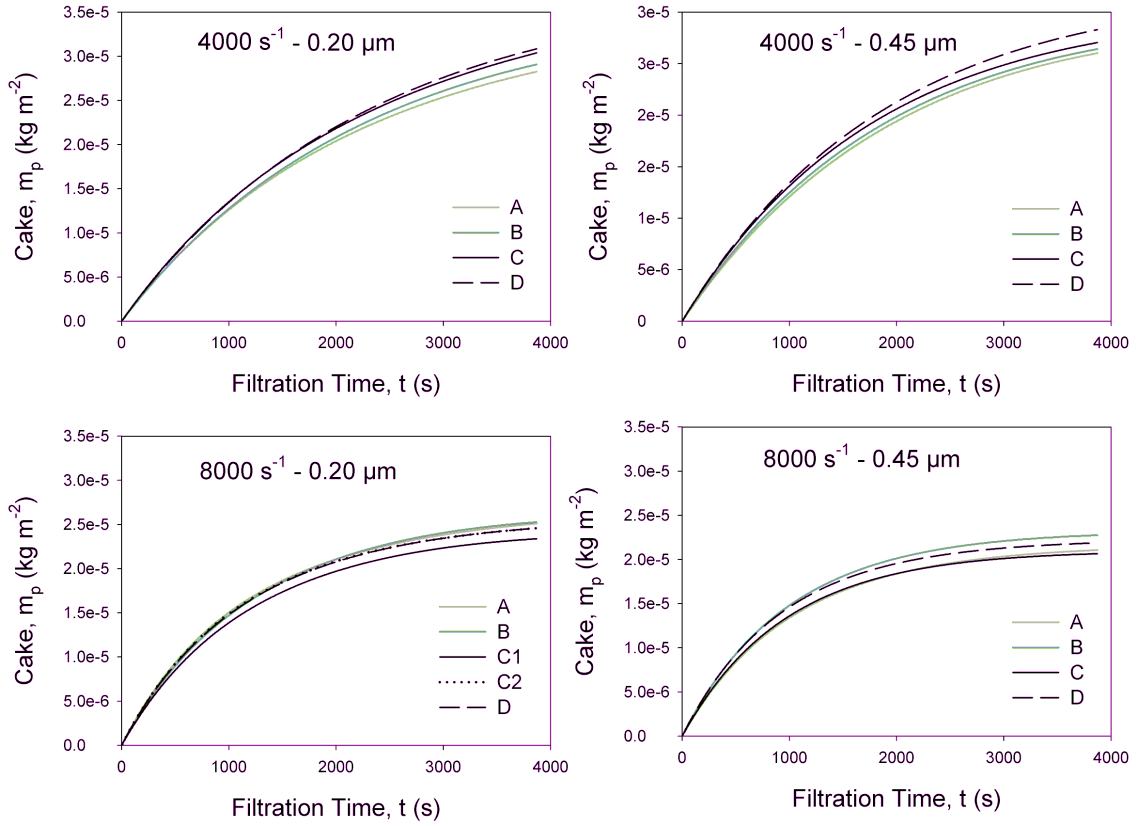 4000 s-1 - 0.20 µm
Cake, mp (kg m-2)
3.5e-5
3.0e-5
2.5e-5
2.0e-5
1.5e-5
1.0e-5
5.0e-6
0.0
A
B
C
D
0 1000 2000 3000 4000
Filtration Time, t (s)
4000 s-1 - 0.45 µm
Cake, mp (kg m-2)
3e-5
3e-5
2e-5
2e-5
1e-5
5e-6
0
A
B
C
D
0 1000 2000 3000 4000
Filtration Time, t (s)
8000 s-1 - 0.20 µm
Cake, mp (kg m-2)
3.5e-5
3.0e-5
2.5e-5
2.0e-5
1.5e-5
1.0e-5
5.0e-6
0.0
A
B
C1
C2
D
0 1000 2000 3000 4000
Filtration Time, t (s)
8000 s-1 - 0.45 µm
Cake, mp (kg m-2)
3.5e-5
3.0e-5
2.5e-5
2.0e-5
1.5e-5
1.0e-5
5.0e-6
0.0
A
B
C
D
0 1000 2000 3000 4000
Filtration Time, t (s)